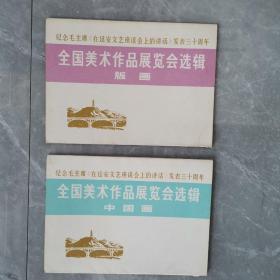 纪念毛主席《在延安文艺座谈会上的讲话》发表三十周年
全国美术作品展览会选辑
版画
纪念毛主席《在延安文艺座谈会上的讲话》发表三十周年
全国美术作品展览会选辑
中国画